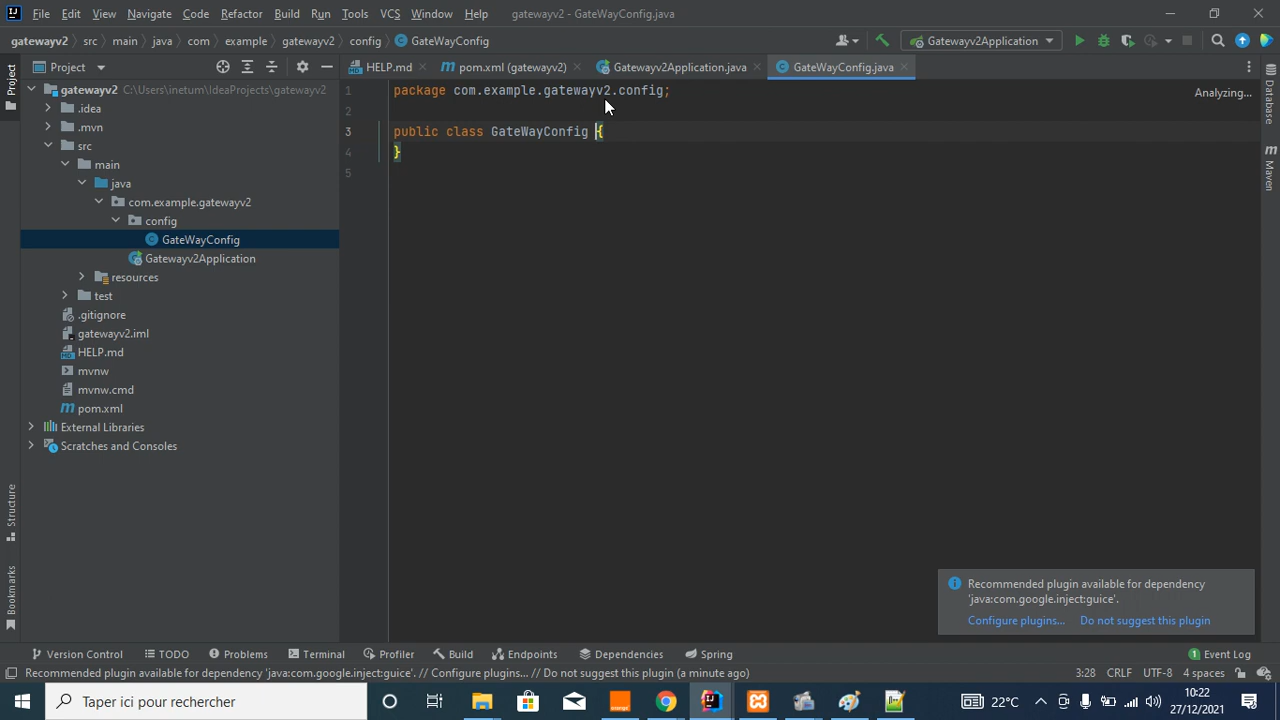 File Edit View Navigate Code Refactor Build Run Tools VCS Window Help gatewayv2 - GateWayConfig.java
gatewayv2 src main java com example gatewayv2 config GateWayConfig Gatewayv2Application
Project HELP.md pom.xml (gatewayv2) Gatewayv2Application.java GateWayConfig.java
Project
gatewayv2 C:\Users\inetum\IdeaProjects\gatewayv2
.idea
.mvn
src
main
java
com.example.gatewayv2
config
GateWayConfig
Gatewayv2Application
resources
test
.gitignore
gatewayv2.iml
HELP.md
mvnw
mvnw.cmd
pom.xml
External Libraries
Scratches and Consoles
Structure
Bookmarks
1 package com.example.gatewayv2.config;
2
3 public class GateWayConfig {
4 }
5
Analyzing...
Maven
Database
Recommended plugin available for dependency
'java:com.google.inject:guice'.
Configure plugins... Do not suggest this plugin
Version Control TODO Problems Terminal Profiler Build Endpoints Dependencies Spring 1 Event Log
Recommended plugin available for dependency 'java:com.google.inject:guice'. // Configure plugins... // Do not suggest this plugin (a minute ago) 3:28 CRLF UTF-8 4 spaces
Taper ici pour rechercher
22°C
10:22
27/12/2021